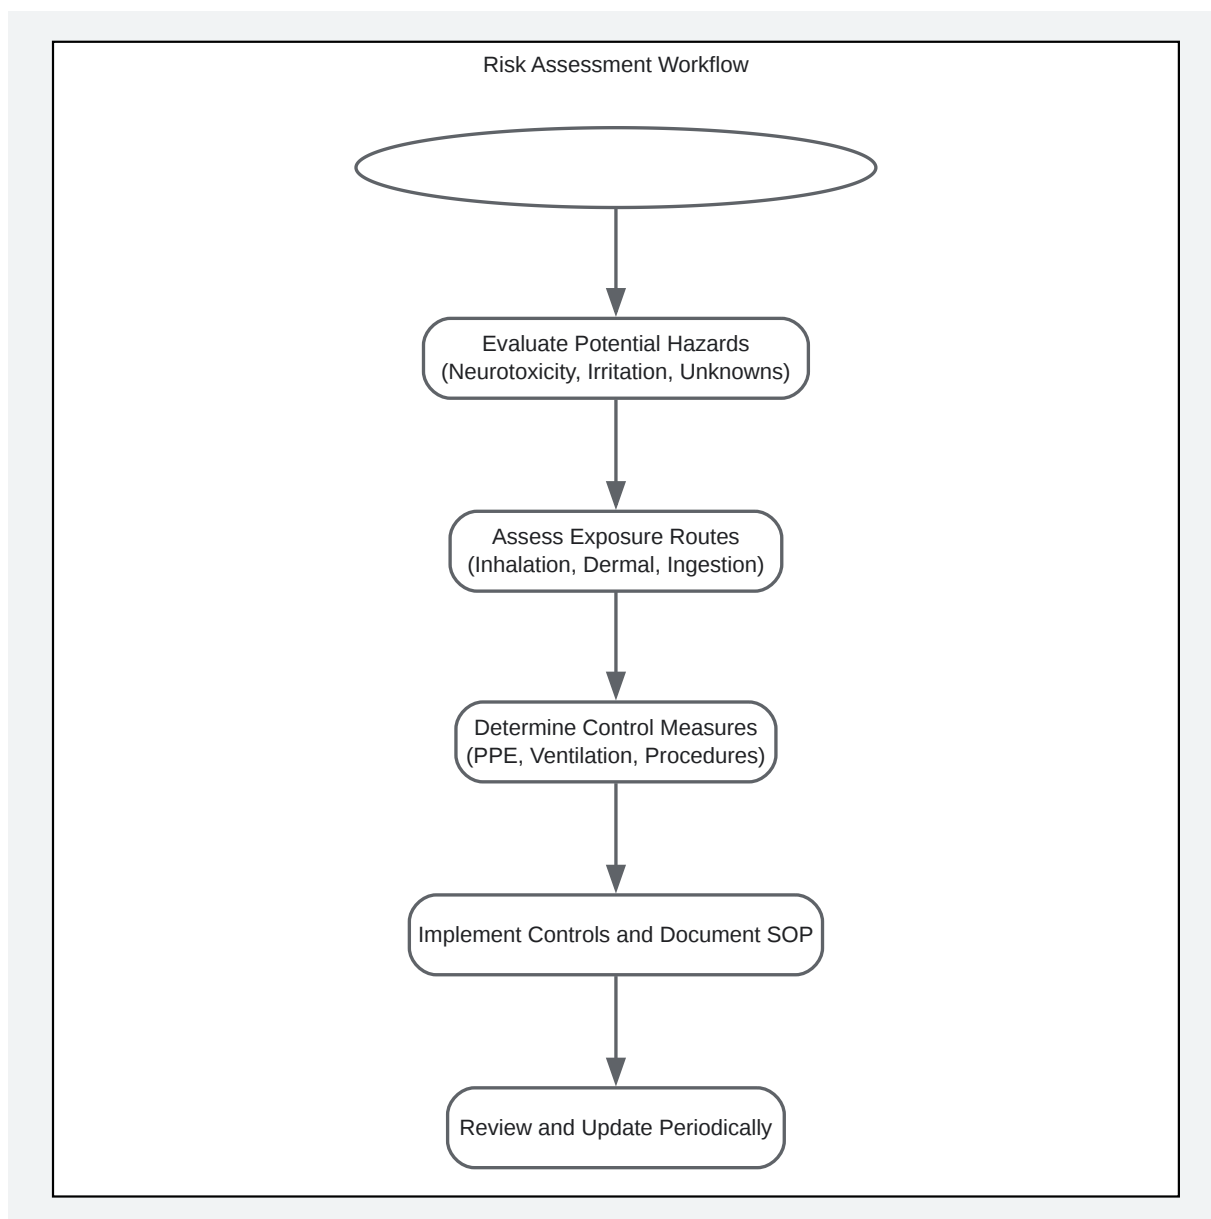 Risk Assessment Workflow
Evaluate Potential Hazards
(Neurotoxicity, Irritation, Unknowns)
Assess Exposure Routes
(Inhalation, Dermal, Ingestion)
Determine Control Measures
(PPE, Ventilation, Procedures)
Implement Controls and Document SOP
Review and Update Periodically